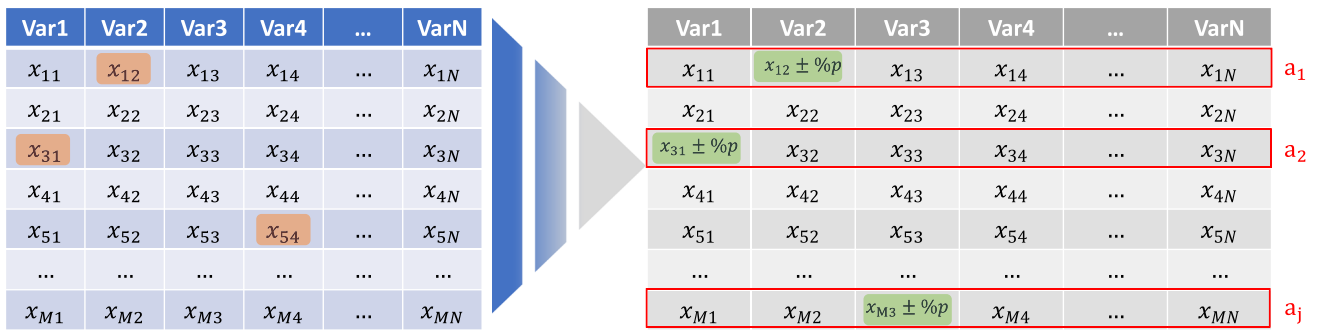 Var1 Var2 Var3 Var4 ... VarN
x₁₁ x₁₂ x₁₃ x₁₄ ... x₁N
x₂₁ x₂₂ x₂₃ x₂₄ ... x₂N
x₃₁ x₃₂ x₃₃ x₃₄ ... x₃N
x₄₁ x₄₂ x₄₃ x₄₄ ... x₄N
x₅₁ x₅₂ x₅₃ x₅₄ ... x₅N
... ... ... ... ... ...
xM₁ xM₂ xM₃ xM₄ ... xMN
Var1 Var2 Var3 Var4 ... VarN
x₁₁ x₁₂ ± %p x₁₃ x₁₄ ... x₁N a₁
x₂₁ x₂₂ x₂₃ x₂₄ ... x₂N
x₃₁ ± %p x₃₂ x₃₃ x₃₄ ... x₃N a₂
x₄₁ x₄₂ x₄₃ x₄₄ ... x₄N
x₅₁ x₅₂ x₅₃ x₅₄ ... x₅N
... ... ... ... ... ...
xM₁ xM₂ xM₃ ± %p xM₄ ... xMN aⱼ